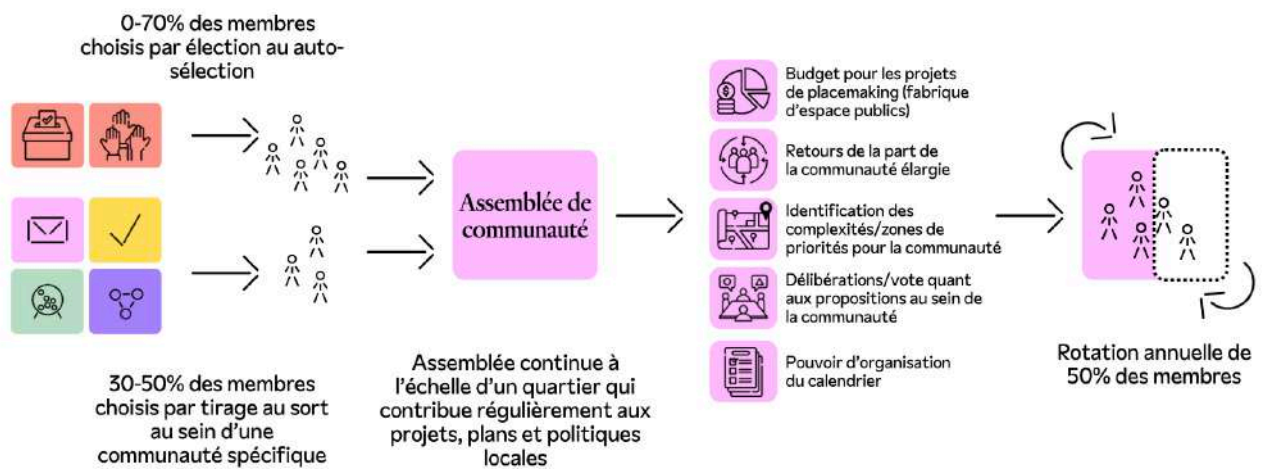 0-70% des membres
choisis par élection au auto-
sélection
30-50% des membres
choisis par tirage au sort
au sein d'une
communauté spécifique
Assemblée de
communauté
Assemblée continue à
l'échelle d'un quartier qui
contribue régulièrement aux
projets, plans et politiques
locales
Budget pour les projets
de placemaking (fabrique
d'espace publics)
Retours de la part de
la communauté élargie
Identification des
complexités/zones de
priorités pour la communauté
Délibérations/vote quant
aux propositions au sein de
la communauté
Pouvoir d'organisation
du calendrier
Rotation annuelle de
50% des membres